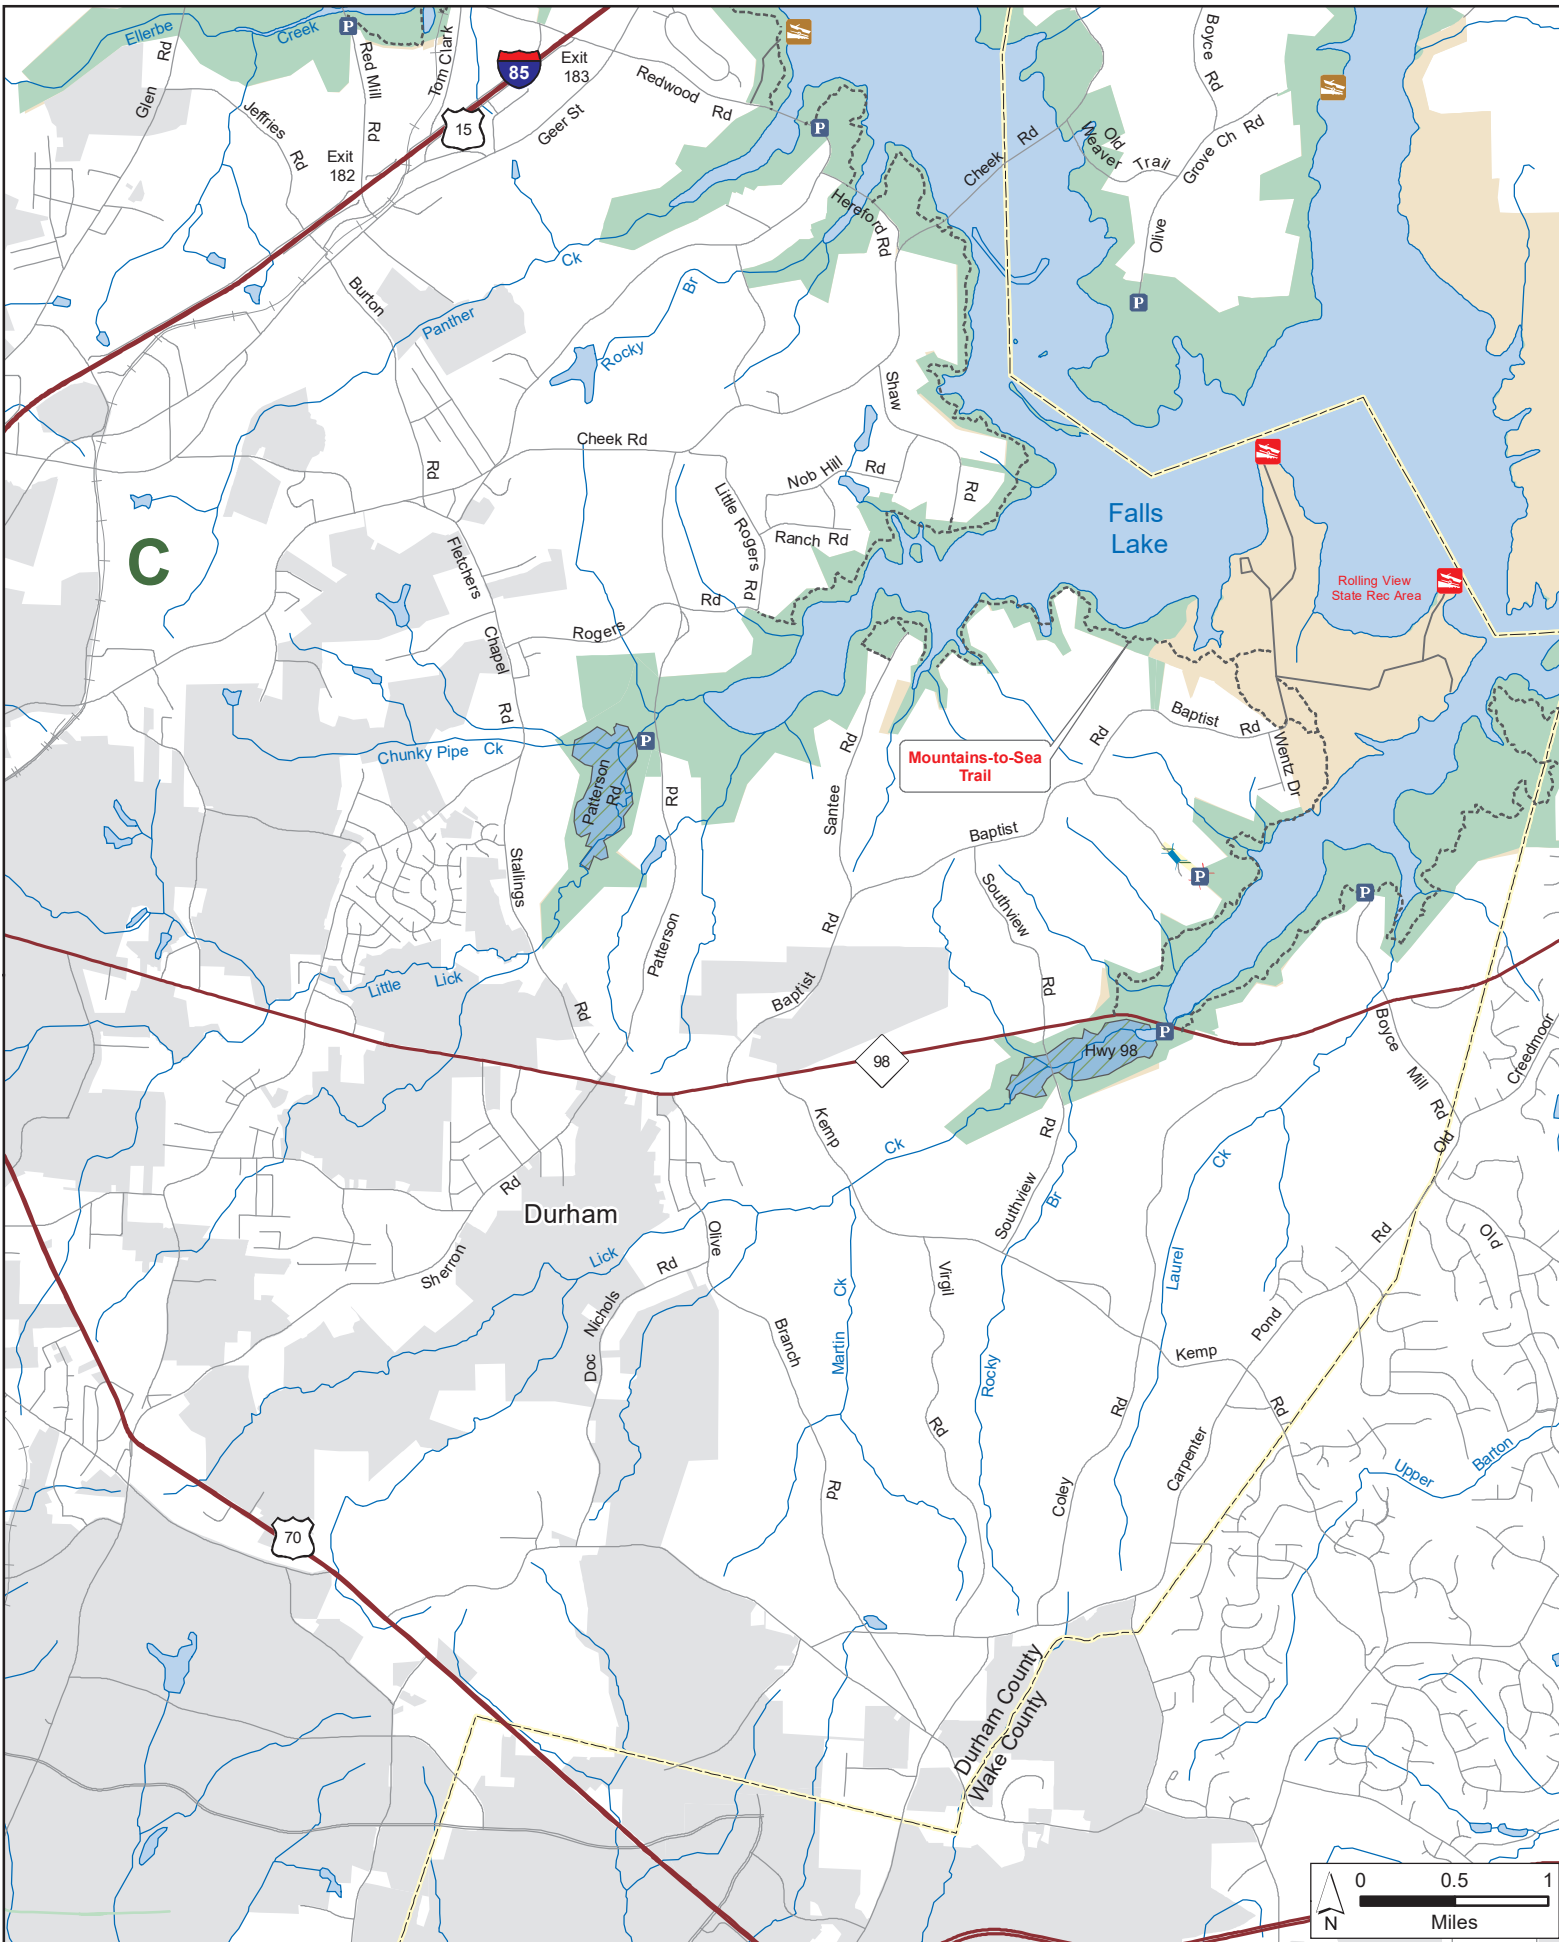 Ellerbe
Creek
P
Glen
Rd
Red Mill
Rd
Tom Clark
85
Exit
183
15
Geer St
Jeffries
Rd
Exit
182
Redwood
Rd
P
Boyce
Rd
Cheek
Rd
Old
Weaver
Trail
Grove Ch Rd
Olive
P
Hereford Rd
Burton
Rd
Panther
Ck
Rocky
Br
Shaw
Rd
Cheek Rd
Nob Hill
Rd
Little Rogers Rd
Ranch Rd
Falls
Lake
C
Rolling View
State Rec Area
Fletchers
Chapel
Rd
Rogers
Rd
Chunky Pipe Ck
Patterson
Rd
P
Rd
Patterson
Santee
Rd
Mountains-to-Sea
Trail
Baptist
Rd
Rd
Wentz Dr
Baptist
Rd
Baptist
P
P
Stallings
Rd
Southview
Rd
Little
Lick
98
Hwy 98
P
Boyce
Mill
Rd
Creedmoor
Old
Kemp
Ck
Southview
Rd
Br
Ck
Durham
Sherron
Rd
Lick
Olive
Doc
Nichols
Rd
Branch
Rd
Martin
Ck
Virgil
Rd
Rocky
Laurel
Kemp
Rd
Pond
Rd
Old
Coley
Rd
Carpenter
Upper
Barton
70
Durham County
Wake County
N
0 0.5 1
Miles